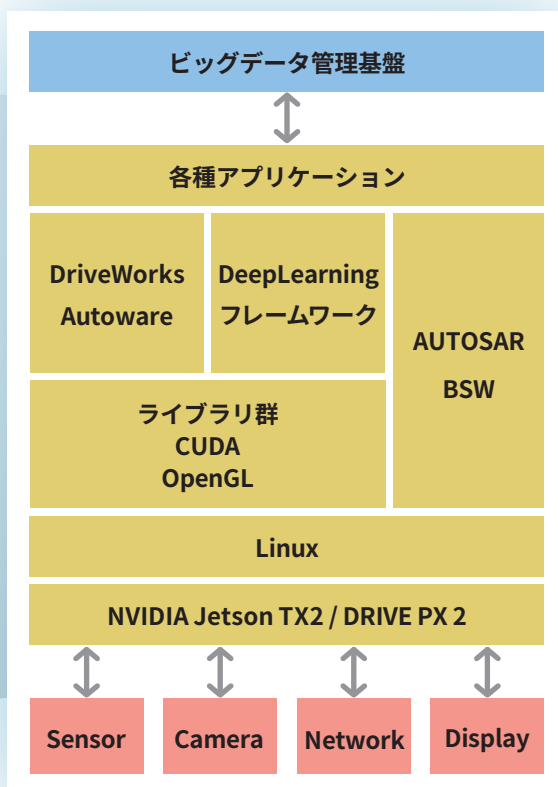 ビッグデータ管理基盤
各種アプリケーション
DriveWorks
Autoware
DeepLearning
フレームワーク
AUTOSAR
BSW
ライブラリ群
CUDA
OpenGL
Linux
NVIDIA Jetson TX2 / DRIVE PX 2
Sensor
Camera
Network
Display